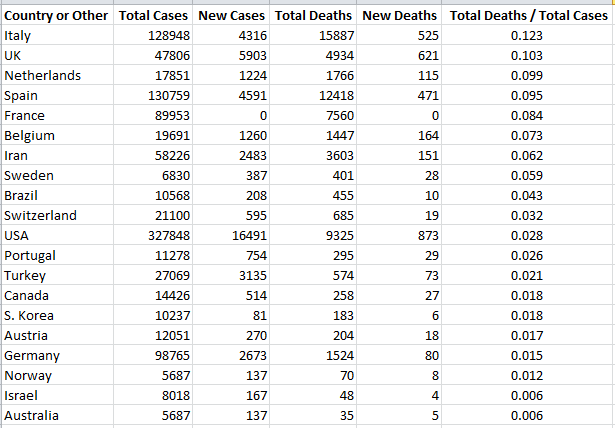 Country or Other Total Cases New Cases Total Deaths New Deaths Total Deaths / Total Cases
Italy 128948 4316 15887 525 0.123
UK 47806 5903 4934 621 0.103
Netherlands 17851 1224 1766 115 0.099
Spain 130759 4591 12418 471 0.095
France 89953 0 7560 0 0.084
Belgium 19691 1260 1447 164 0.073
Iran 58226 2483 3603 151 0.062
Sweden 6830 387 401 28 0.059
Brazil 10568 208 455 10 0.043
Switzerland 21100 595 685 19 0.032
USA 327848 16491 9325 873 0.028
Portugal 11278 754 295 29 0.026
Turkey 27069 3135 574 73 0.021
Canada 14426 514 258 27 0.018
S. Korea 10237 81 183 6 0.018
Austria 12051 270 204 18 0.017
Germany 98765 2673 1524 80 0.015
Norway 5687 137 70 8 0.012
Israel 8018 167 48 4 0.006
Australia 5687 137 35 5 0.006